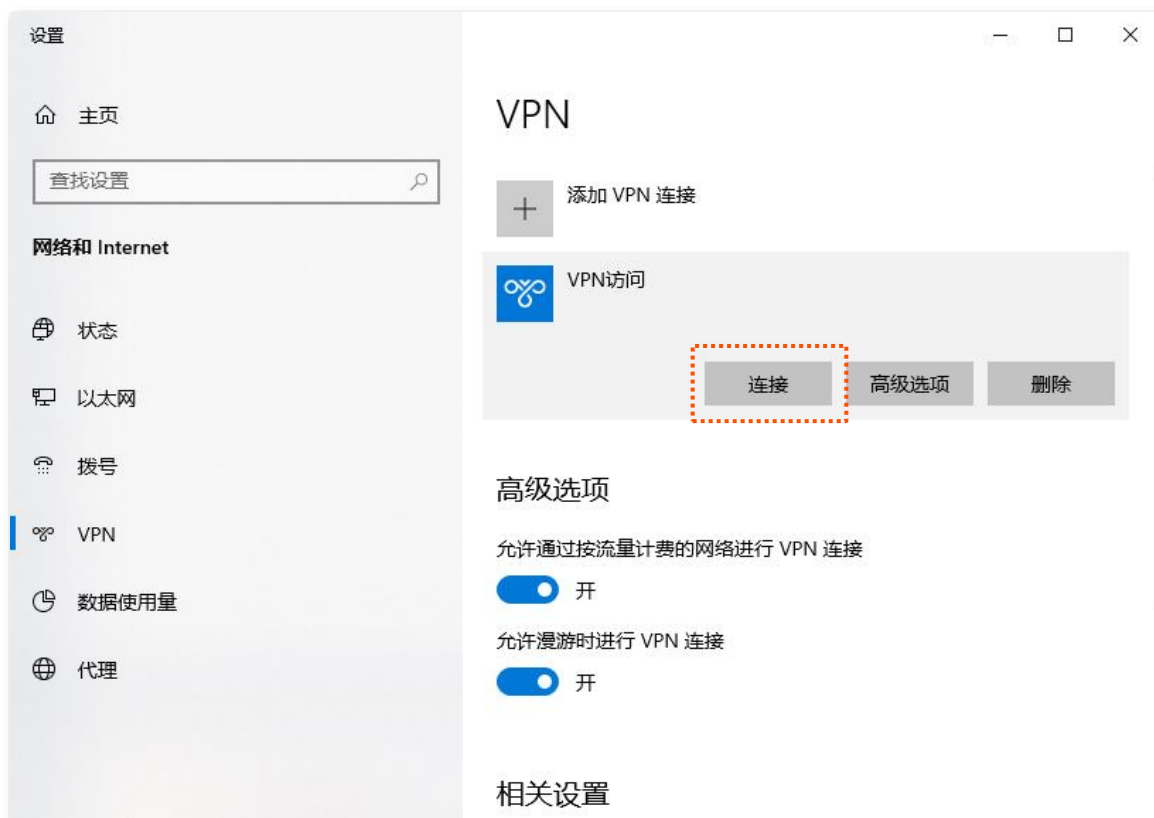 设置
主页
查找设置
网络和 Internet
状态
以太网
拨号
VPN
数据使用量
代理
VPN
添加 VPN 连接
VPN访问
连接
高级选项
删除
高级选项
允许通过按流量计费的网络进行 VPN 连接
开
允许漫游时进行 VPN 连接
开
相关设置